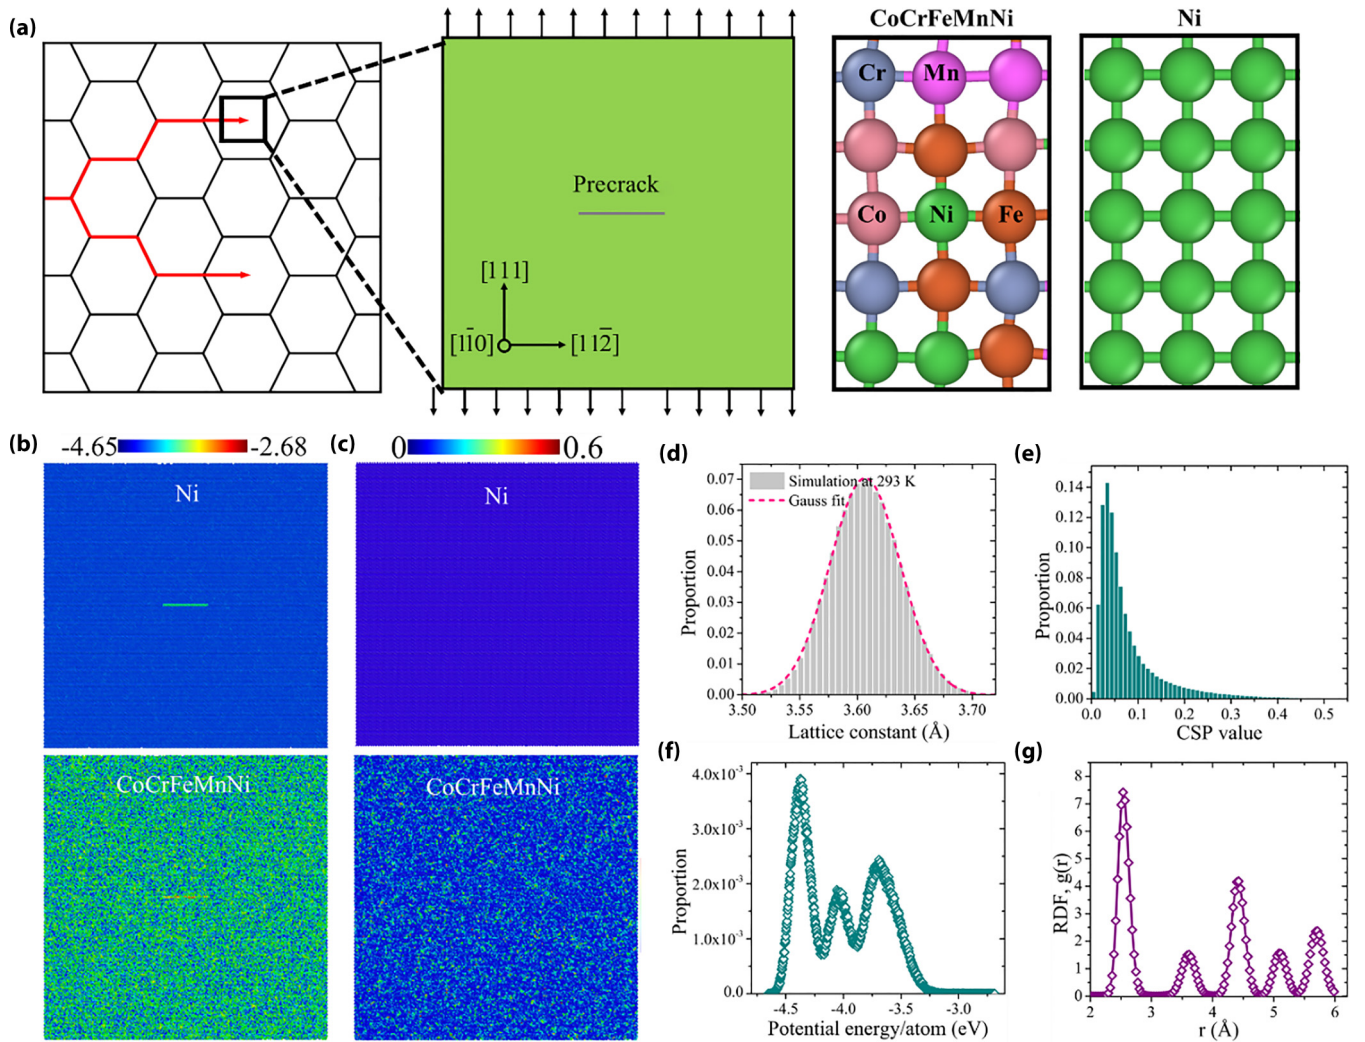 (a)
CoCrFeMnNi
Ni
Precrack
[111]
[11̄0]
[112̄]
Cr
Mn
Co
Ni
Fe
(b)
-4.65
-2.68
Ni
CoCrFeMnNi
(c)
0
0.6
Ni
CoCrFeMnNi
(d)
Simulation at 293 K
Gauss fit
Proportion
0.07
0.06
0.05
0.04
0.03
0.02
0.01
0.00
3.50
3.55
3.60
3.65
3.70
Lattice constant (Å)
(e)
Proportion
0.14
0.12
0.10
0.08
0.06
0.04
0.02
0.00
0.0
0.1
0.2
0.3
0.4
0.5
CSP value
(f)
Proportion
4.0x10⁻³
3.0x10⁻³
2.0x10⁻³
1.0x10⁻³
0.0
-4.5
-4.0
-3.5
-3.0
Potential energy/atom (eV)
(g)
RDF, g(r)
8
7
6
5
4
3
2
1
0
2
3
4
5
6
r (Å)